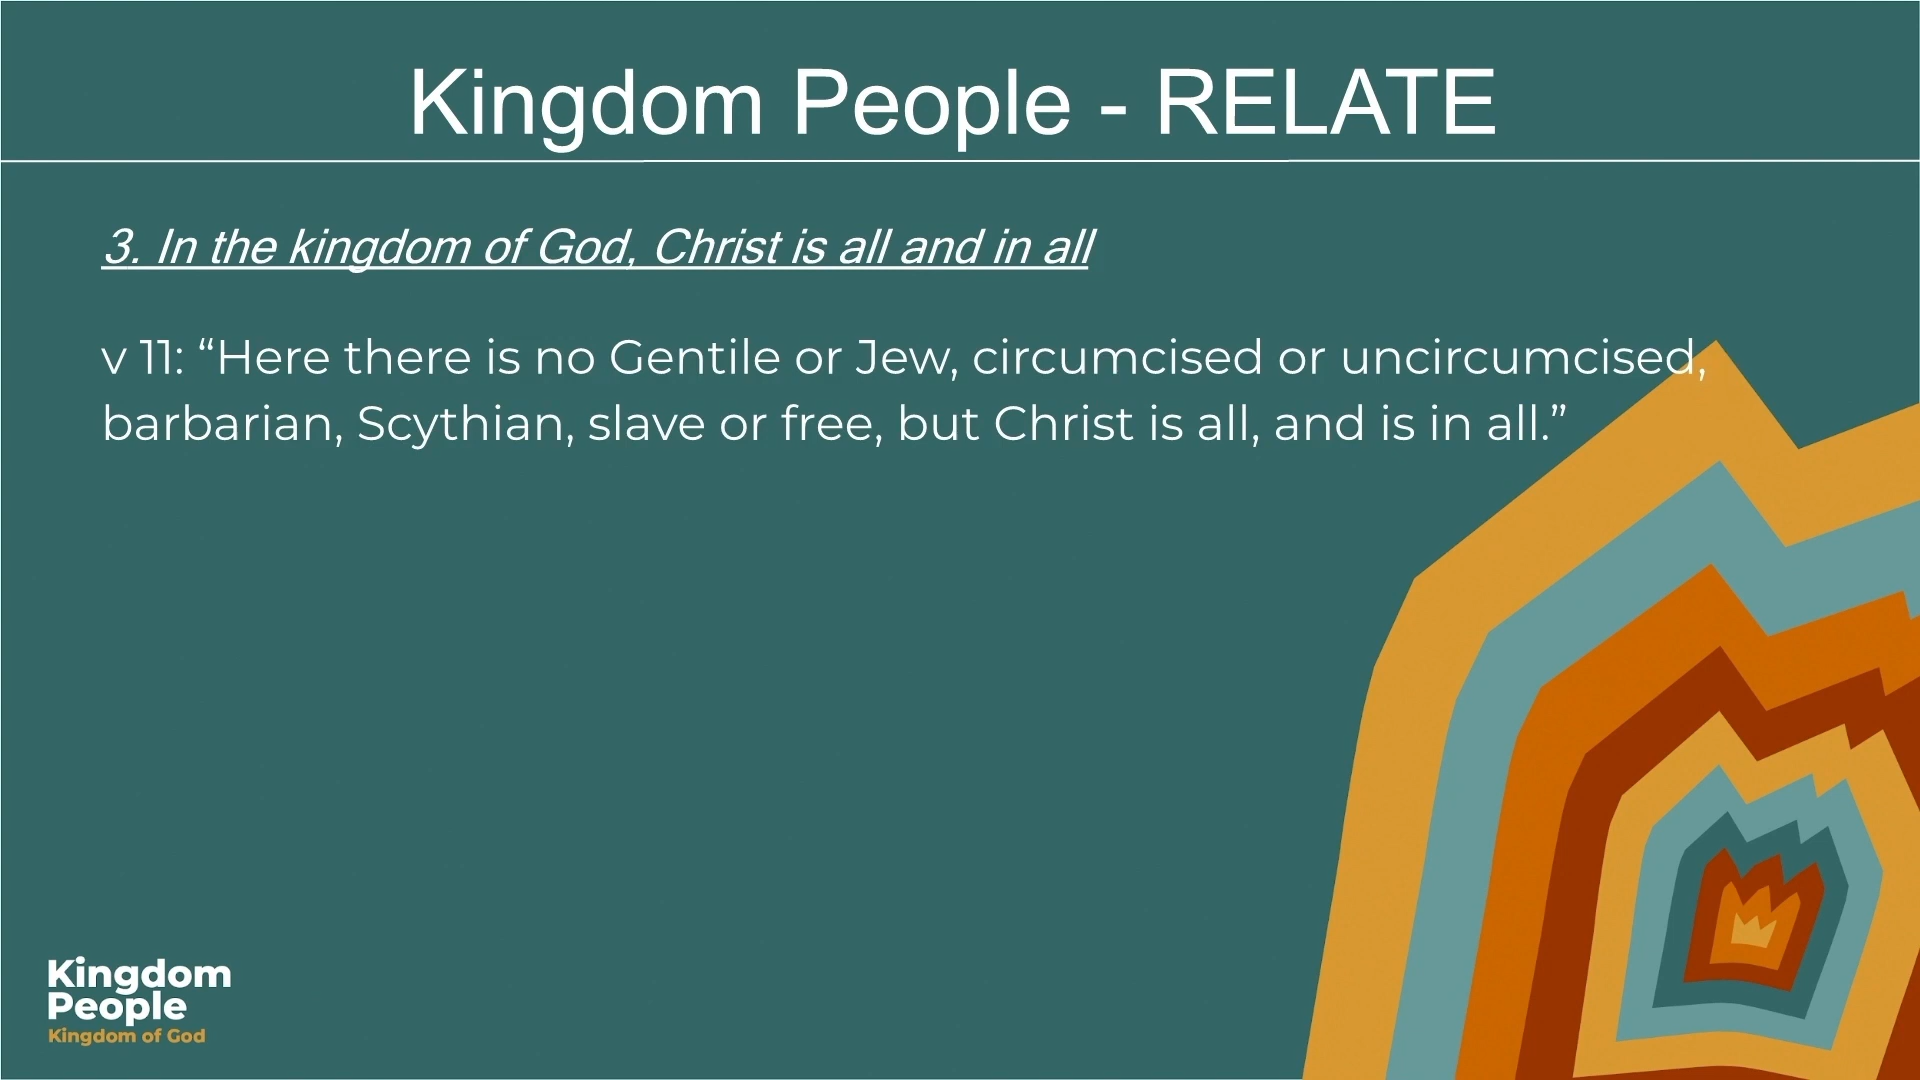 Kingdom People - RELATE
3. In the kingdom of God, Christ is all and in all
v 11: “Here there is no Gentile or Jew, circumcised or uncircumcised,
barbarian, Scythian, slave or free, but Christ is all, and is in all.”
Kingdom
People
Kingdom of God